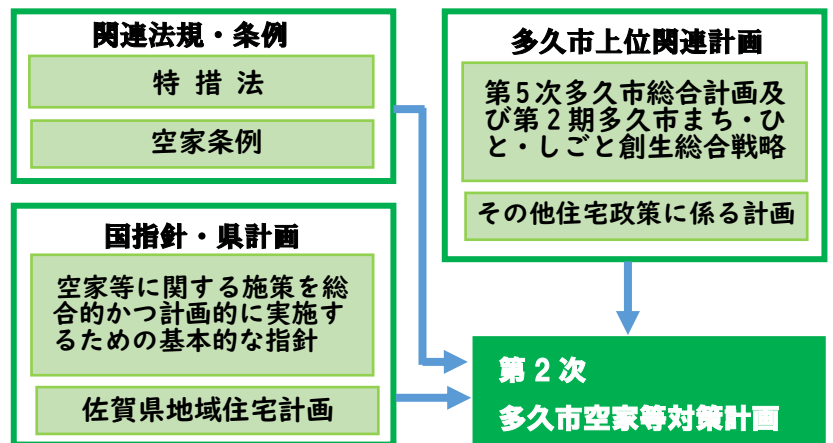 関連法規・条例
特 措 法
空家条例
国指針・県計画
空家等に関する施策を総
合的かつ計画的に実施す
るための基本的な指針
佐賀県地域住宅計画
多久市上位関連計画
第5次多久市総合計画及
び第2期多久市まち・ひ
と・しごと創生総合戦略
その他住宅政策に係る計画
第2次
多久市空家等対策計画